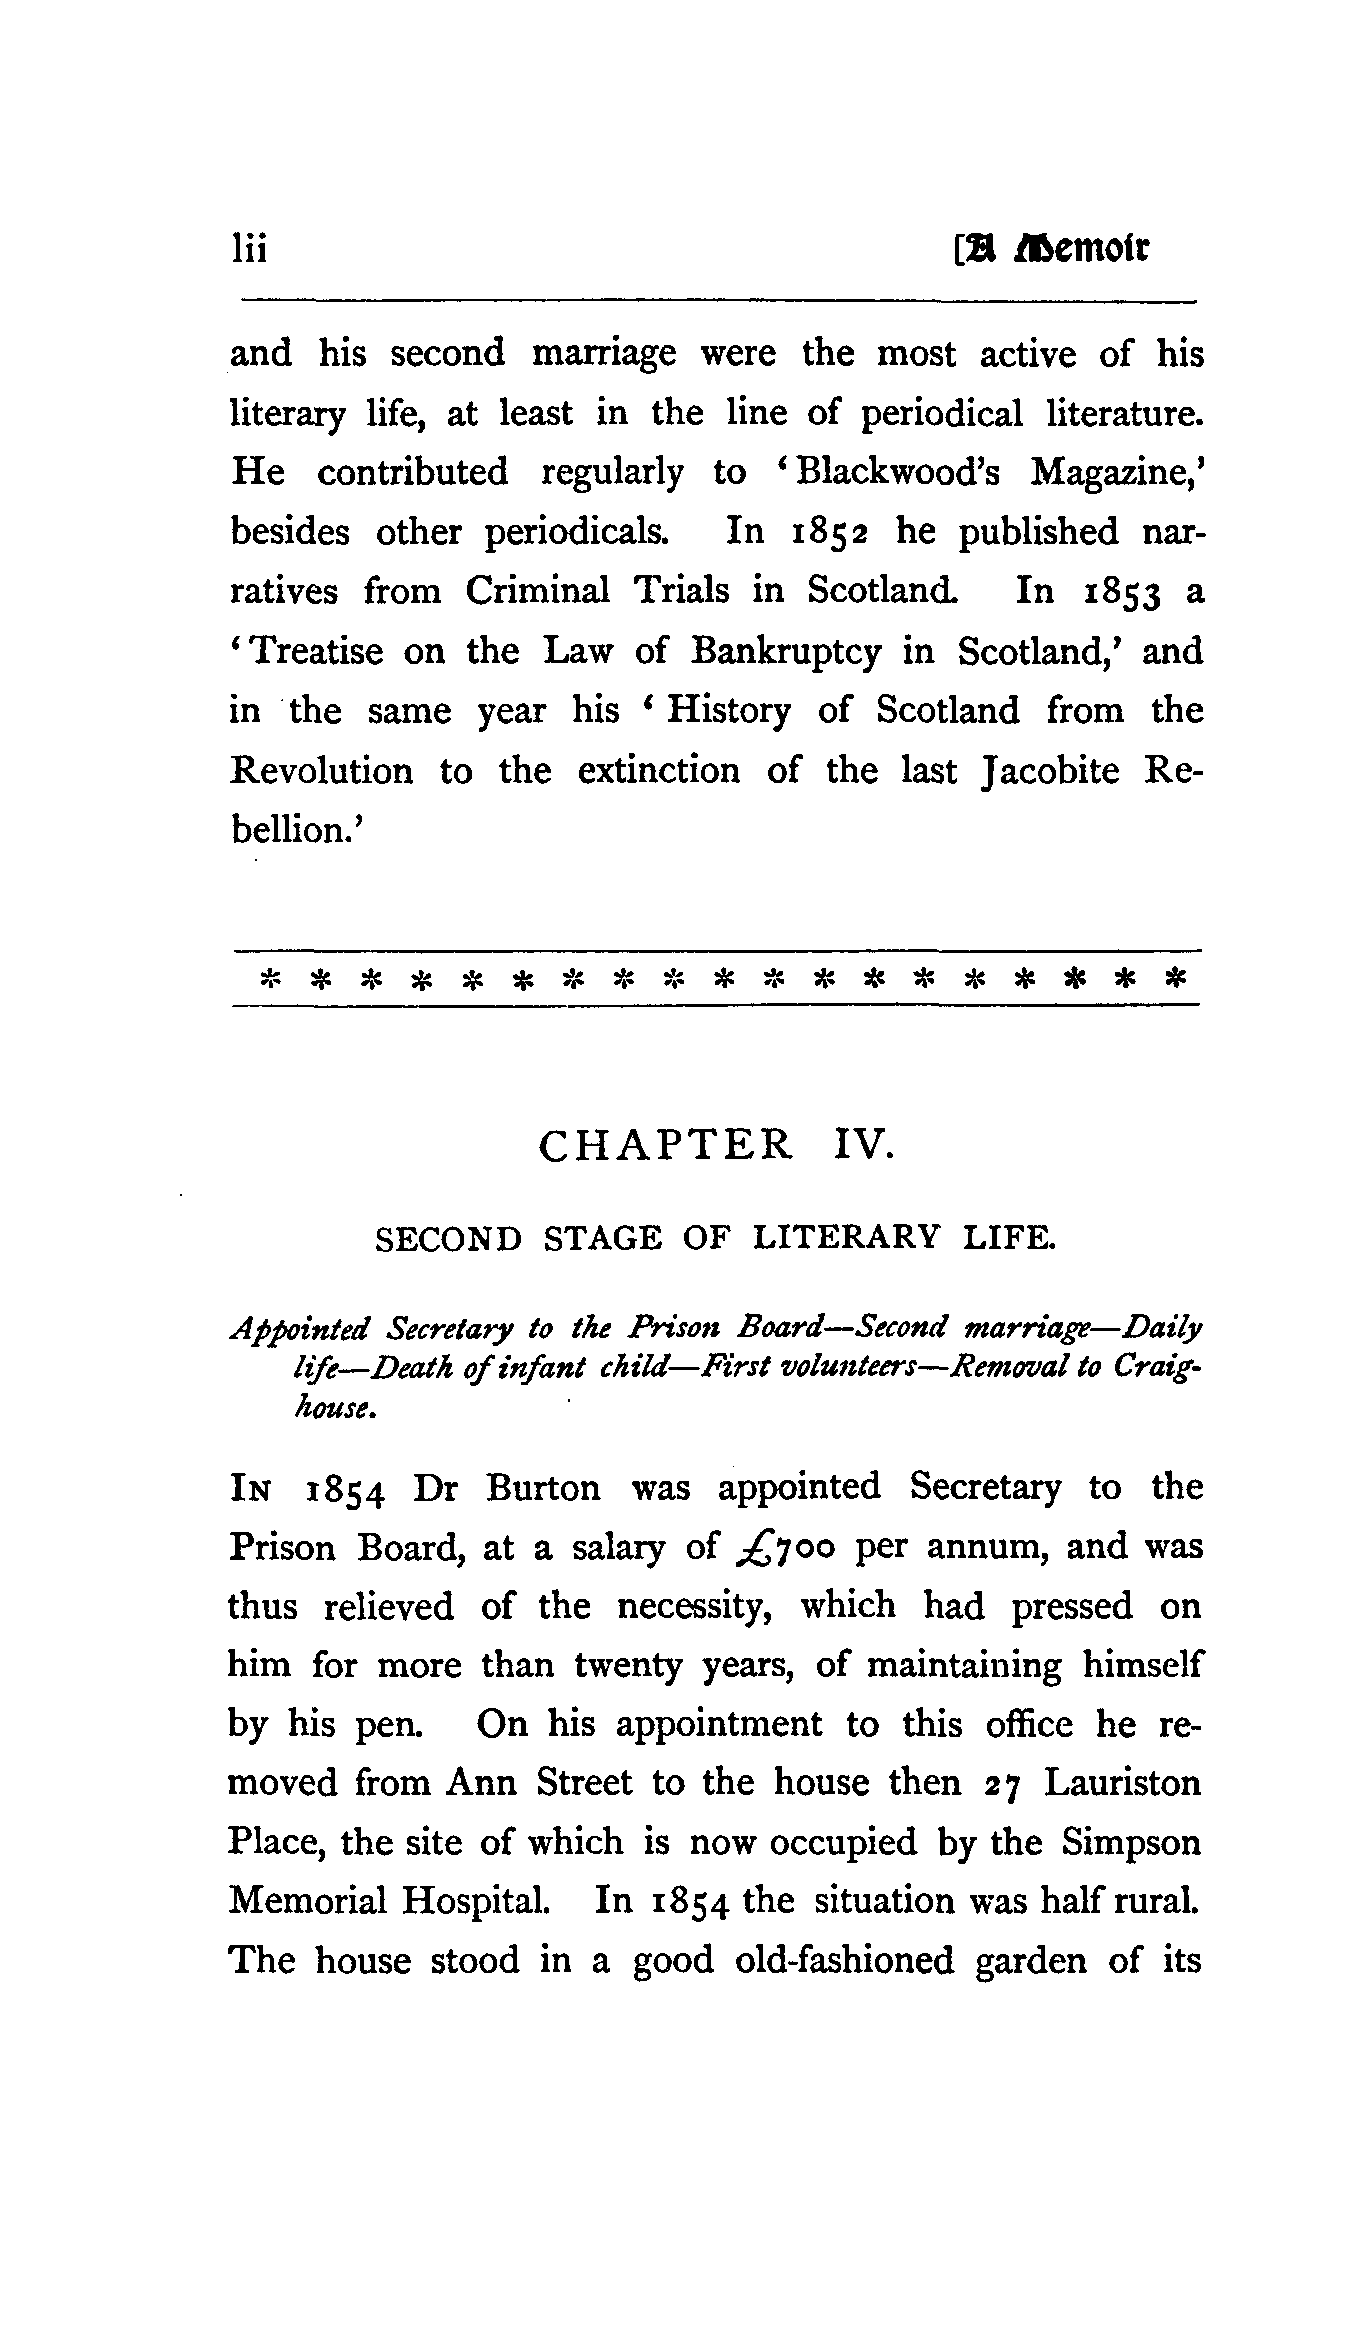 lii [A Memoir
and his second marriage were the most active of his
literary life, at least in the line of periodical literature.
He contributed regularly to ‘Blackwood’s Magazine,’
besides other periodicals. In 1852 he published nar-
ratives from Criminal Trials in Scotland. In 1853 a
‘Treatise on the Law of Bankruptcy in Scotland,’ and
in the same year his ‘History of Scotland from the
Revolution to the extinction of the last Jacobite Re-
bellion.’
* * * * * * * * * * * * * * * * * * *
CHAPTER IV.
SECOND STAGE OF LITERARY LIFE.
Appointed Secretary to the Prison Board—Second marriage—Daily
life—Death of infant child—First volunteers—Removal to Craig-
house.
IN 1854 Dr Burton was appointed Secretary to the
Prison Board, at a salary of £700 per annum, and was
thus relieved of the necessity, which had pressed on
him for more than twenty years, of maintaining himself
by his pen. On his appointment to this office he re-
moved from Ann Street to the house then 27 Lauriston
Place, the site of which is now occupied by the Simpson
Memorial Hospital. In 1854 the situation was half rural.
The house stood in a good old-fashioned garden of its